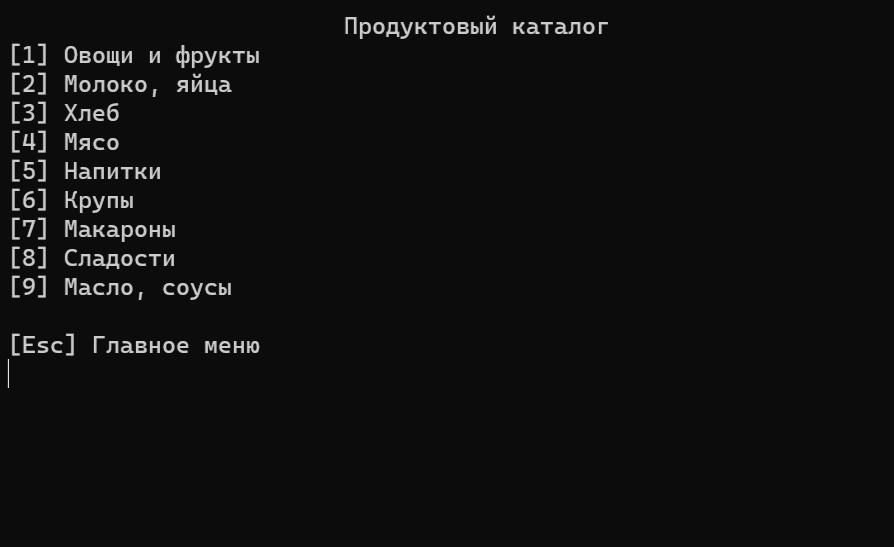 Продуктовый каталог
[1] Овощи и фрукты
[2] Молоко, яйца
[3] Хлеб
[4] Мясо
[5] Напитки
[6] Крупы
[7] Макароны
[8] Сладости
[9] Масло, соусы
[Esc] Главное меню